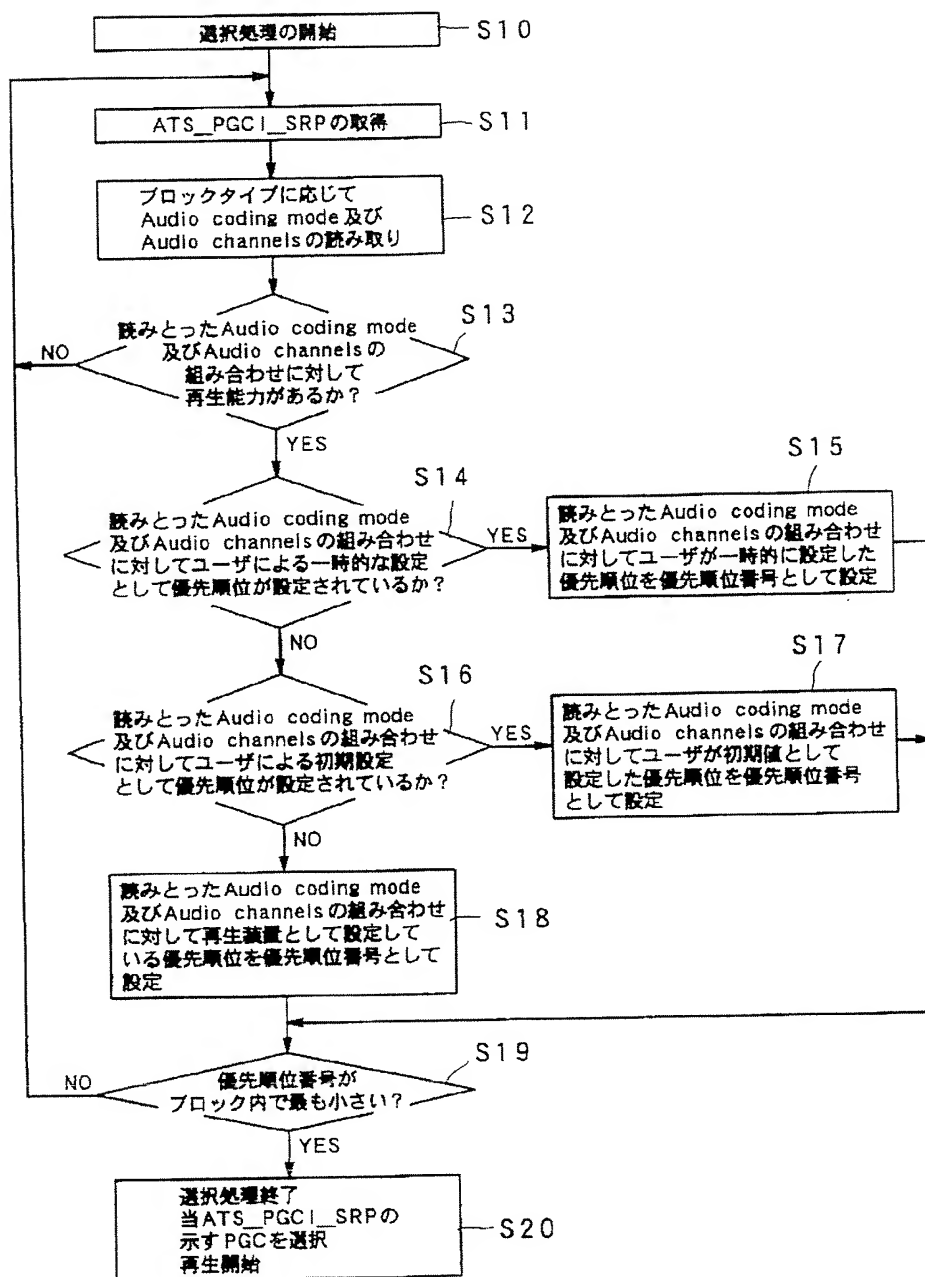 選択処理の開始
S10
ATS_PGCI_SRPの取得
S11
ブロックタイプに応じて
Audio coding mode及び
Audio channelsの読み取り
S12
読みとったAudio coding mode
及びAudio channelsの
組み合わせに対して
再生能力があるか？
S13
NO
YES
読みとったAudio coding mode
及びAudio channelsの組み合わせ
に対してユーザによる一時的な設定
として優先順位が設定されているか？
S14
YES
NO
S15
読みとったAudio coding mode
及びAudio channelsの組み合わせ
に対してユーザが一時的に設定した
優先順位を優先順位番号として設定
読みとったAudio coding mode
及びAudio channelsの組み合わせ
に対してユーザによる初期設定
として優先順位が設定されているか？
S16
YES
NO
S17
読みとったAudio coding mode
及びAudio channelsの組み合わせ
に対してユーザが初期値として
設定した優先順位を優先順位番号
として設定
読みとったAudio coding mode
及びAudio channelsの組み合わせ
に対して再生装置として設定して
いる優先順位を優先順位番号として
設定
S18
優先順位番号が
ブロック内で最も小さい？
S19
NO
YES
選択処理終了
当ATS_PGCI_SRPの
示すPGCを選択
再生開始
S20